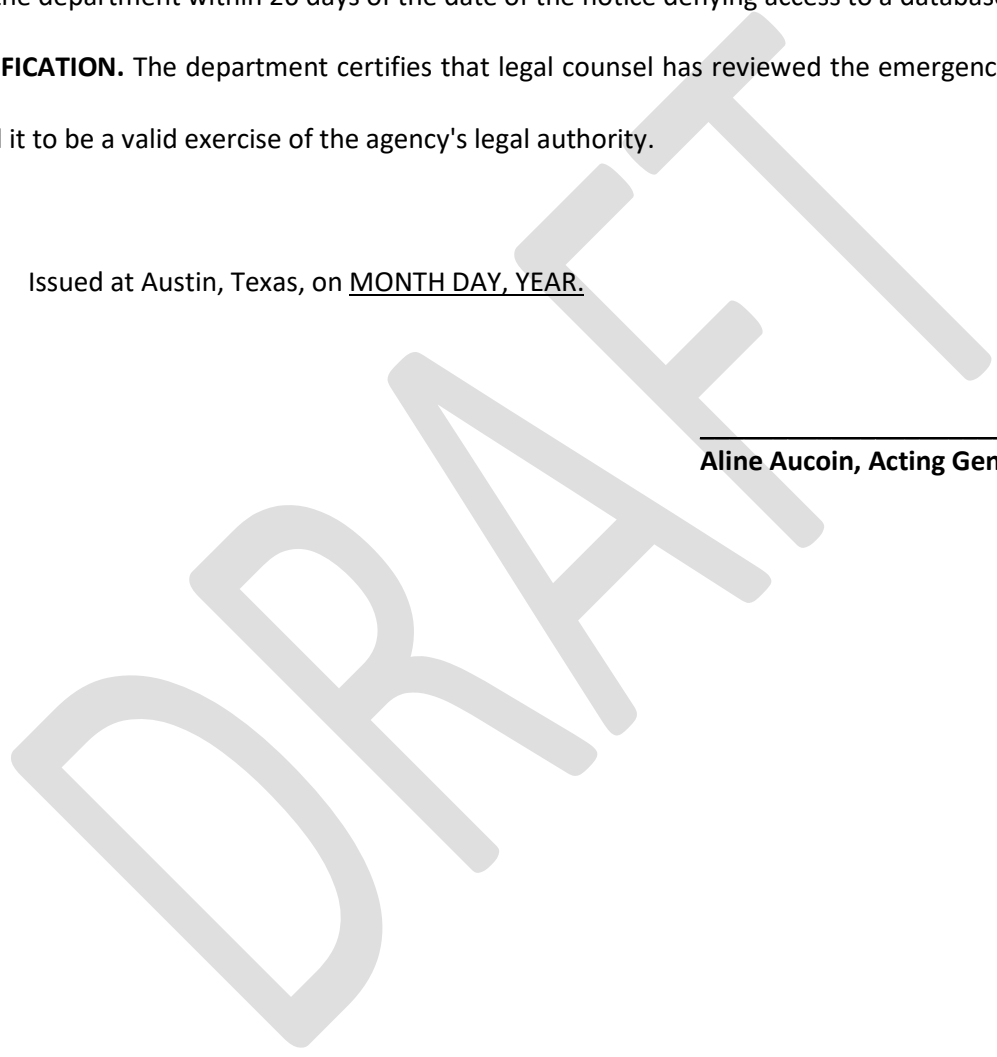 the department within 26 days of the date of the notice denying access to a database
FICATION. The department certifies that legal counsel has reviewed the emergenc
it to be a valid exercise of the agency's legal authority.
Issued at Austin, Texas, on MONTH DAY, YEAR.
Aline Aucoin, Acting Gen
DRAFT